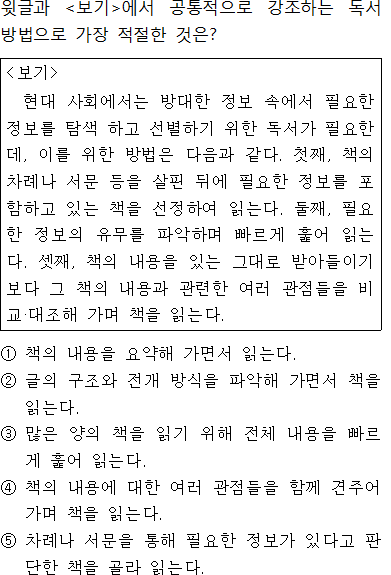 윗글과 <보기>에서 공통적으로 강조하는 독서
방법으로 가장 적절한 것은?
<보기>
현대 사회에서는 방대한 정보 속에서 필요한
정보를 탐색 하고 선별하기 위한 독서가 필요한
데, 이를 위한 방법은 다음과 같다. 첫째, 책의
차례나 서문 등을 살핀 뒤에 필요한 정보를 포
함하고 있는 책을 선정하여 읽는다. 둘째, 필요
한 정보의 유무를 파악하며 빠르게 훑어 읽는
다. 셋째, 책의 내용을 있는 그대로 받아들이기
보다 그 책의 내용과 관련한 여러 관점들을 비
교·대조해 가며 책을 읽는다.
① 책의 내용을 요약해 가면서 읽는다.
② 글의 구조와 전개 방식을 파악해 가면서 책을
읽는다.
③ 많은 양의 책을 읽기 위해 전체 내용을 빠르
게 훑어 읽는다.
④ 책의 내용에 대한 여러 관점들을 함께 견주어
가며 책을 읽는다.
⑤ 차례나 서문을 통해 필요한 정보가 있다고 판
단한 책을 골라 읽는다.